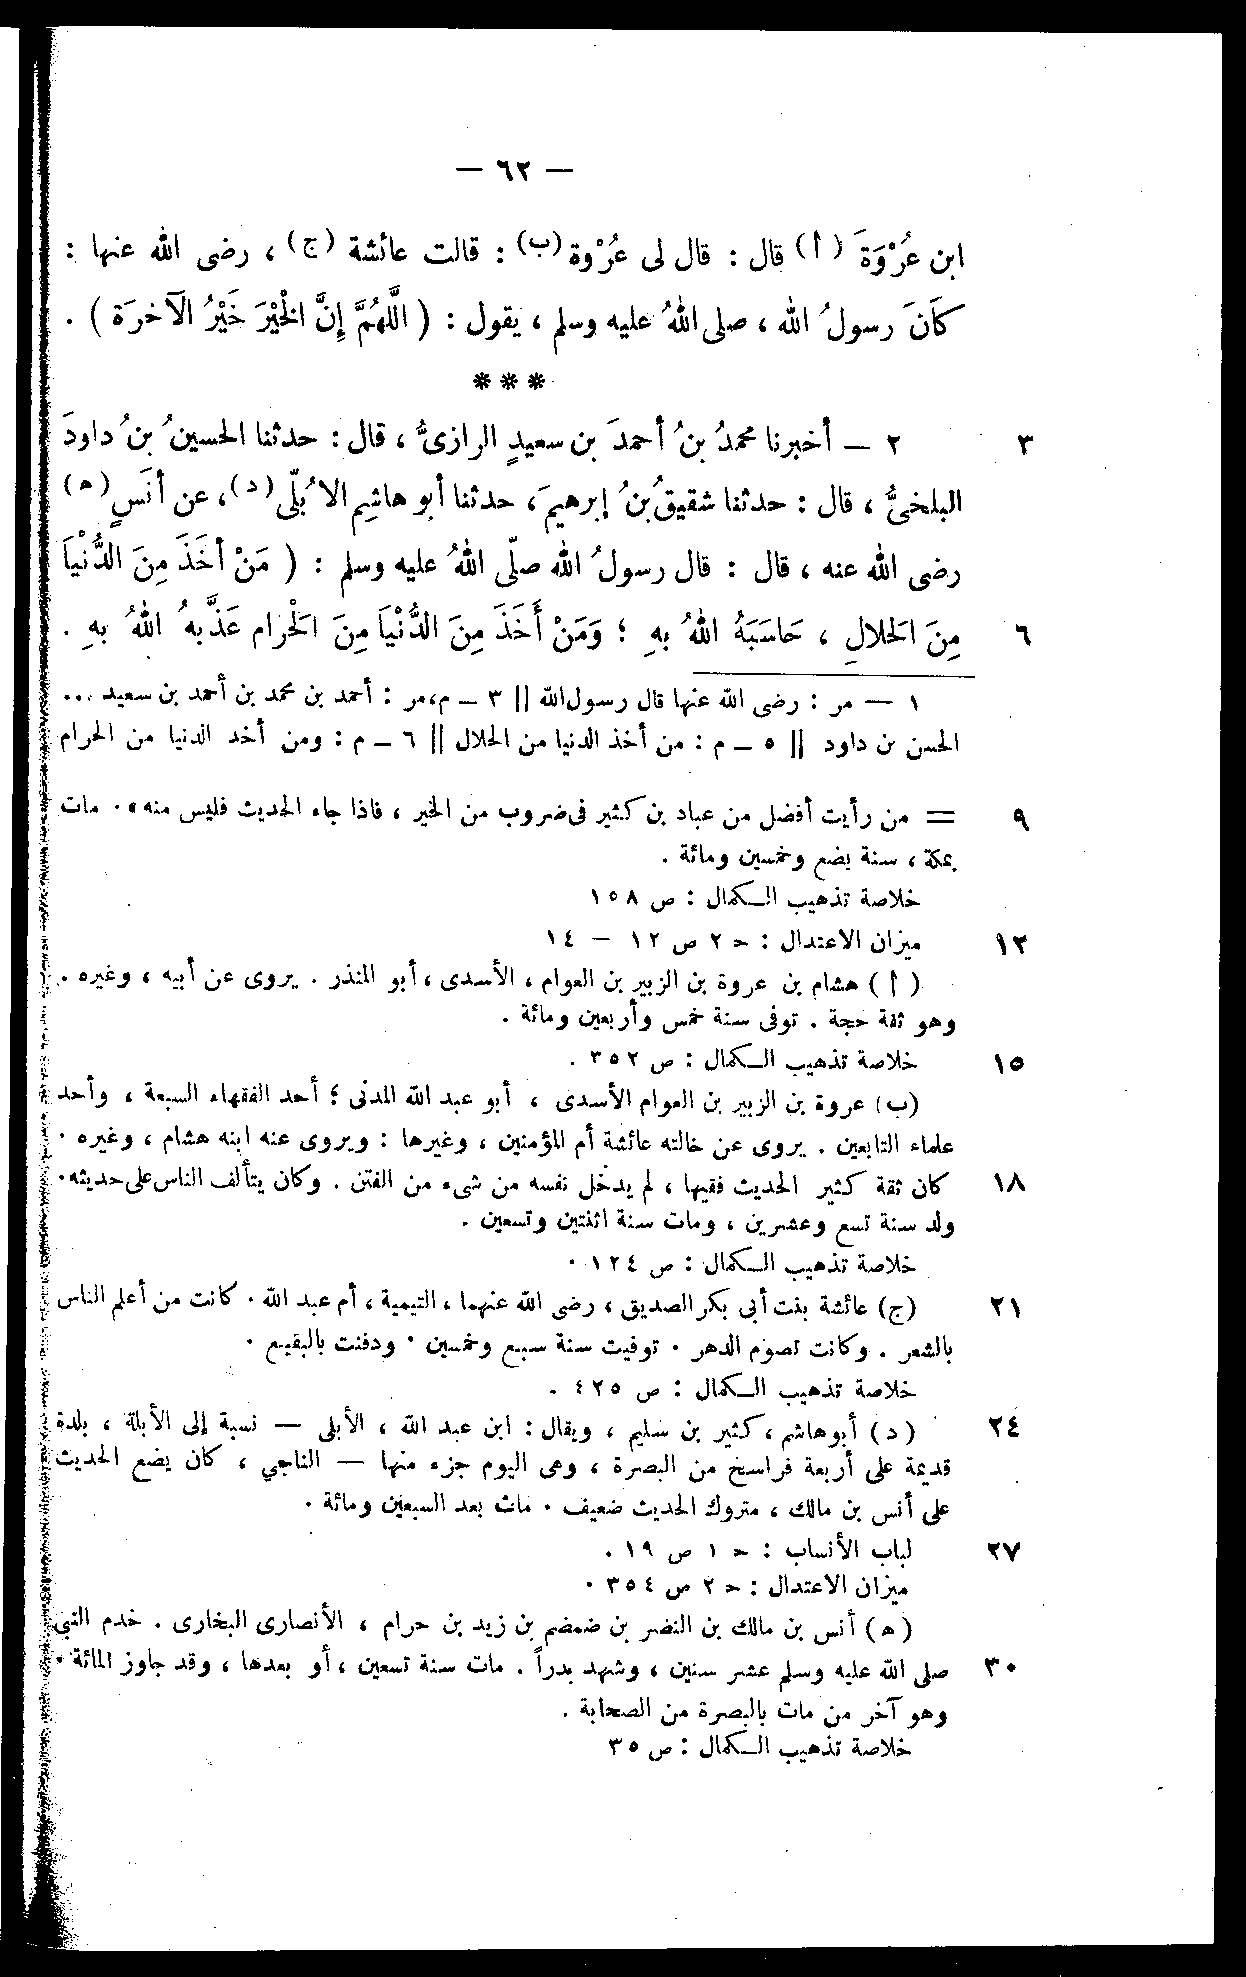 — ٦٢ —
ابن عُرْوَةَ (أ) قال : قال لى عُرْوة (ب) : قالت عائشة (ج) ، رضى الله عنها :
كَانَ رسولُ الله ، صلى اللهُ عليه وسلم ، يقول : ( اللَّهُمَّ إِنَّ الْخَيْرَ خَيْرُ الْآخرَة ) .
* * *
٣ ٢ — أخبرنا محمدُ بنُ أحمدَ بن سعيدٍ الرازىُّ ، قال : حدثنا الحسينُ بنُ داودَ
البلخىُّ ، قال : حدثنا شقيقُ بنُ إبرهيمَ ، حدثنا أبو هاشِم الاُبُلّى (د) ، عن أنَسٍ (ه)
رضى الله عنه ، قال : قال رسولُ الله صلّى اللهُ عليه وسلم : ( مَنْ أخَذَ مِنَ الدُّنْيَا
٦ مِنَ الْحَلالِ ، حَاسَبَهُ اللهُ بهِ ؛ وَمَنْ أَخَذَ مِنَ الدُّنْيَا مِنَ الْحَرام عَذَّبهُ اللهُ بهِ .
١ — مر : رضى الله عنها قال رسول الله || ٣ — م،مر : أحمد بن محمد بن أحمد بن سعيد ...
الحسن بن داود || ٥ — م : من أخذ الدنيا من الحلال || ٦ — م : ومن أخد الدنيا من الحرام
٩ = من رأيت أفضل من عباد بن كثير فى ضروب من الخير ، فاذا جاء الحديث فليس منه» . مات
بمكة ، سنة بضع وخمسين ومائة .
خلاصة تذهيب الكمال : ص ١٥٨
١٢ ميزان الاعتدال : ح ٢ ص ١٢ – ١٤
( أ ) هشام بن عروة بن الزبير بن العوام ، الأسدى ، أبو المنذر . يروى عن أبيه ، وغيره .
وهو ثقة حجة . توفى سنة خمس وأربعين ومائة .
١٥ خلاصة تذهيب الكمال : ص ٣٥٢ .
(ب) عروة بن الزبير بن العوام الأسدى ، أبو عبد الله المدنى ؛ أحد الفقهاء السبعة ، وأحد
علماء التابعين . يروى عن خالته عائشة أم المؤمنين ، وغيرها : ويروى عنه ابنه هشام ، وغيره .
١٨ كان ثقة كثير الحديث فقيها ، لم يدخل نفسه من شىء من الفتن . وكان يتألف الناس على حديثه .
ولد سنة تسع وعشرين ، ومات سنة اثنتين وتسعين .
خلاصة تذهيب الكمال : ص ١٢٤ .
٢١ (ج) عائشة بنت أبى بكر الصديق ، رضى الله عنهما ، التيمية ، أم عبد الله . كانت من أعلم الناس
بالشعر . وكانت تصوم الدهر . توفيت سنة سبع وخمسين . ودفنت بالبقيع .
خلاصة تذهيب الكمال : ص ٤٢٥ .
٢٤ (د) أبو هاشم ، كثير بن سليم ، ويقال : ابن عبد الله ، الأبلى — نسبة إلى الأبلة ، بلدة
قديمة على أربعة فراسخ من البصرة ، وهى اليوم جزء منها — الناجي ، كان يضع الحديث
على أنس بن مالك ، متروك الحديث ضعيف . مات بعد السبعين ومائة .
٢٧ لباب الأنساب : ح ١ ص ١٩ .
ميزان الاعتدال : ح ٢ ص ٣٥٤ .
(ه) أنس بن مالك بن النضر بن ضمضم بن زيد بن حرام ، الأنصارى البخارى . خدم النبي
٣٠ صلى الله عليه وسلم عشر سنين ، وشهد بدراً . مات سنة تسعين ، أو بعدها ، وقد جاوز المائة .
وهو آخر من مات بالبصرة من الصحابة .
خلاصة تذهيب الكمال : ص ٣٥